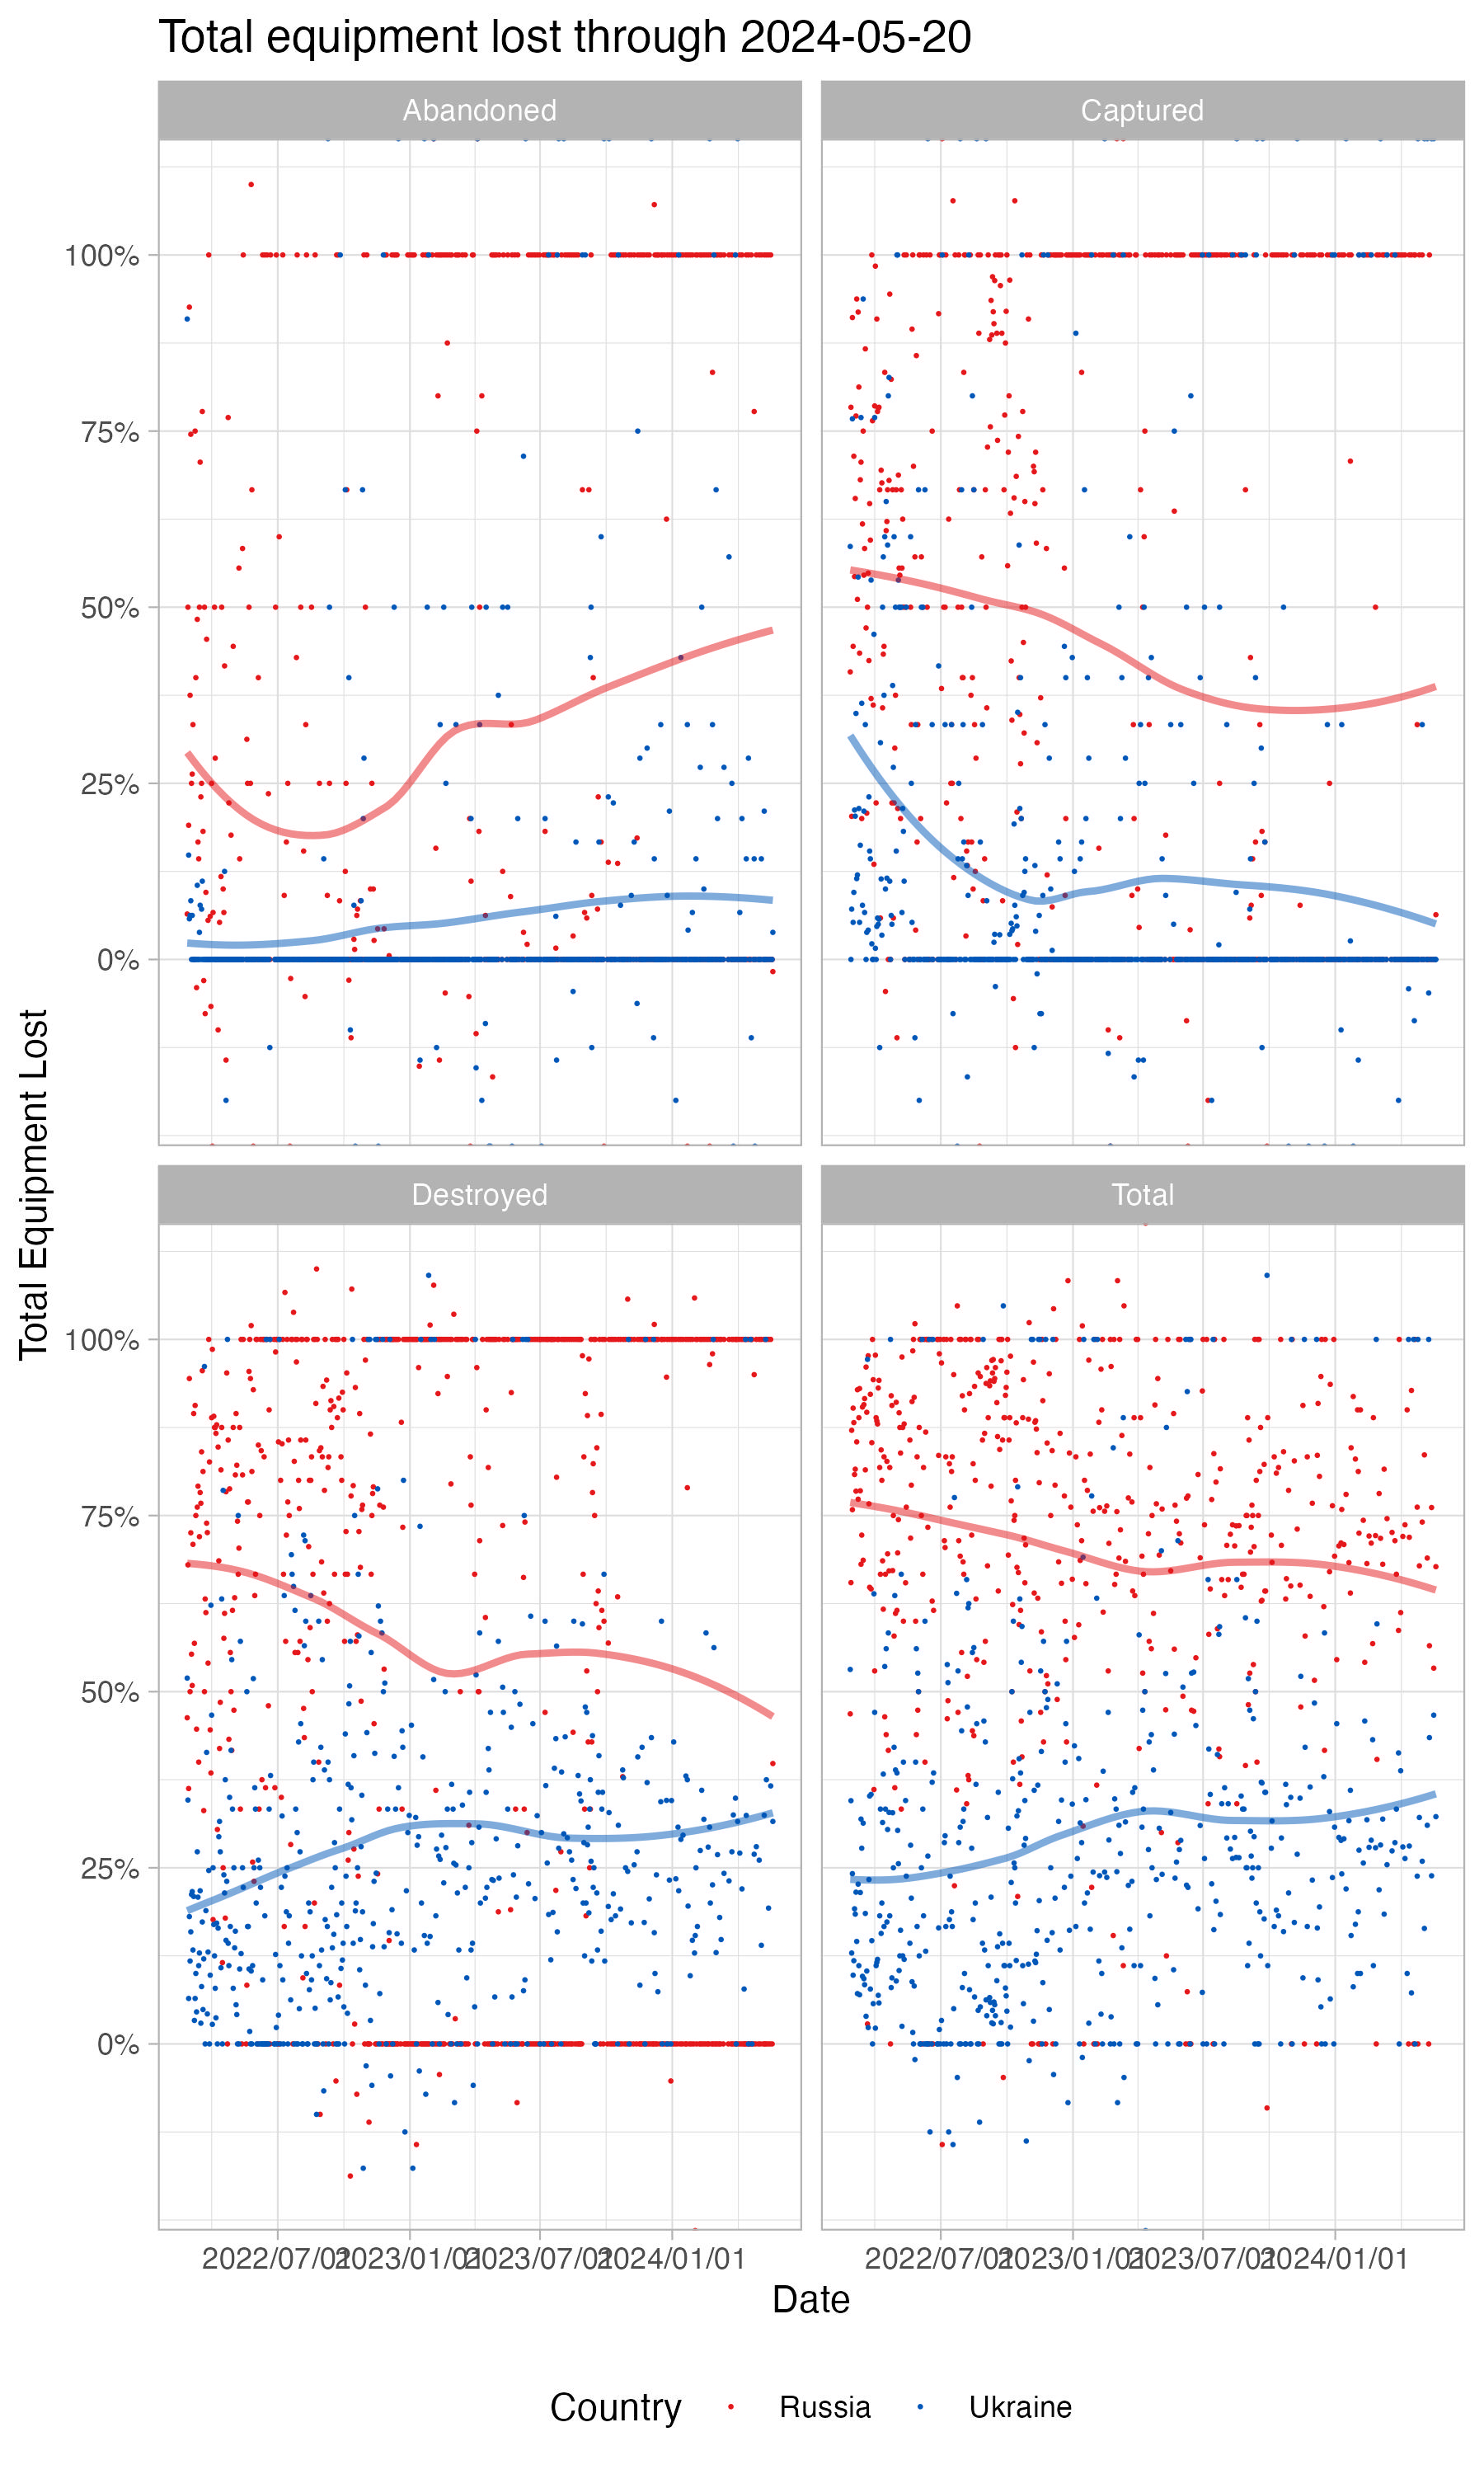 Total equipment lost through 2024-05-20
Abandoned
Captured
100%
75%
50%
25%
0%
Total Equipment Lost
Destroyed
Total
100%
75%
50%
25%
0%
2022/07/01 2023/01/01 2023/07/01 2024/01/01
2022/07/01 2023/01/01 2023/07/01 2024/01/01
Date
Country Russia Ukraine